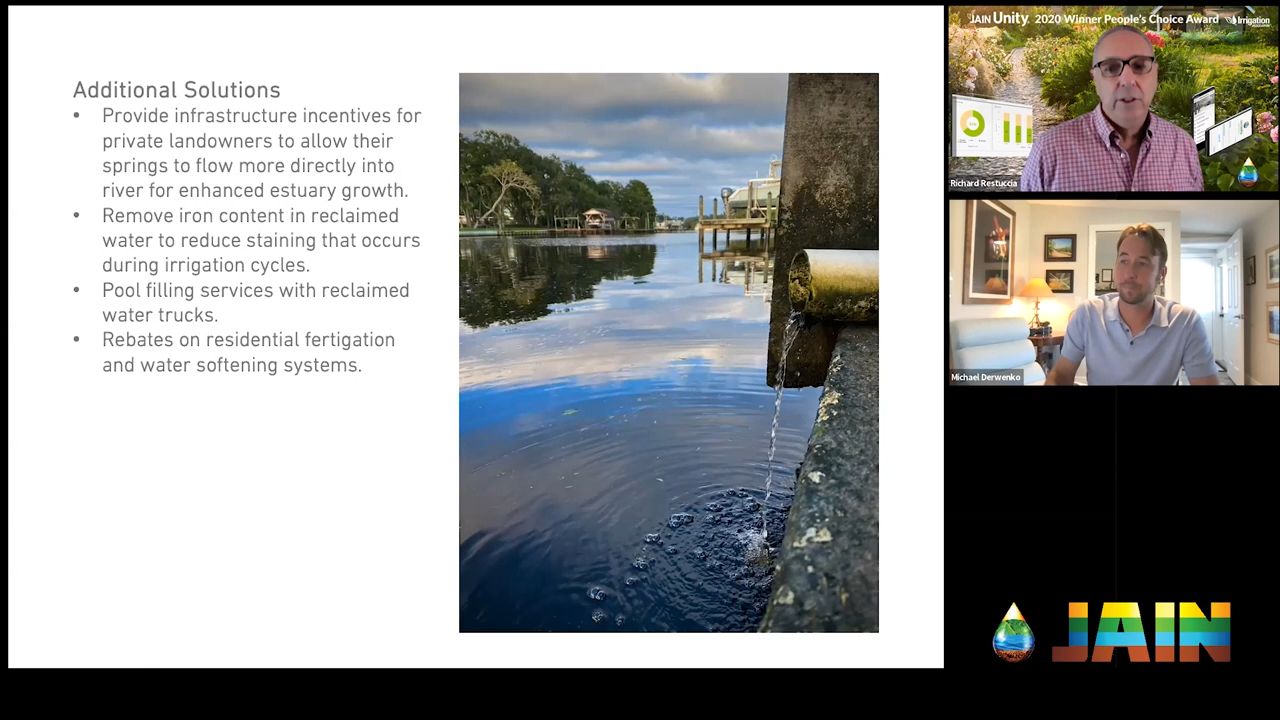 Additional Solutions
• Provide infrastructure incentives for
private landowners to allow their
springs to flow more directly into
river for enhanced estuary growth.
• Remove iron content in reclaimed
water to reduce staining that occurs
during irrigation cycles.
• Pool filling services with reclaimed
water trucks.
• Rebates on residential fertigation
and water softening systems.
JAIN Unity. 2020 Winner People's Choice Award Irrigation
Richard Restuccia
Michael Derwenko
JAIN